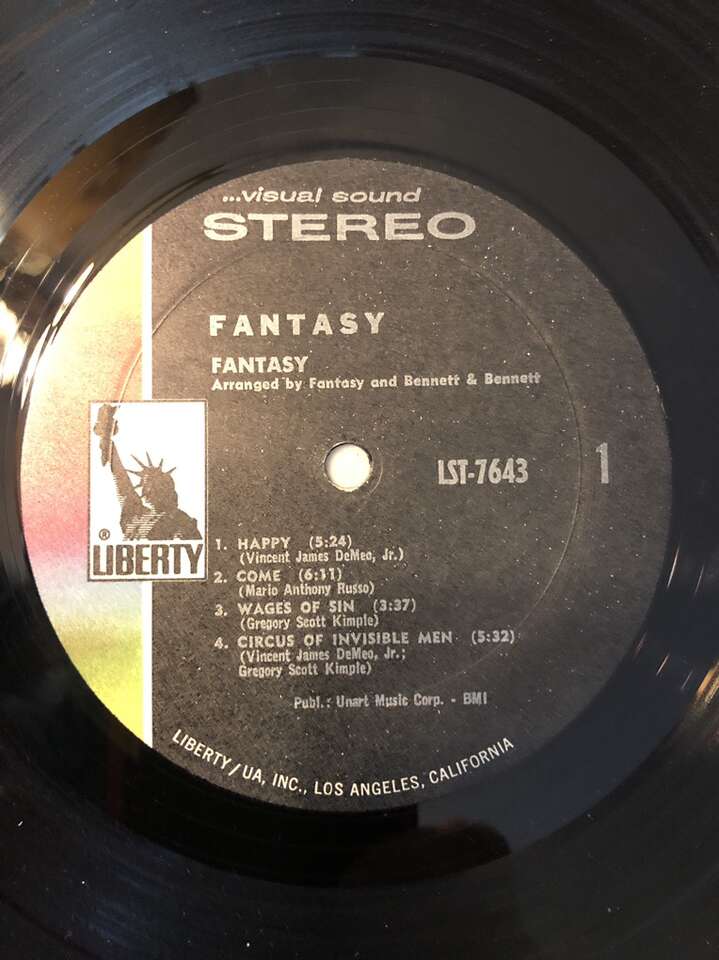 ...visual sound
STEREO
FANTASY
FANTASY
Arranged by Fantasy and Bennett & Bennett
LST-7643
1
® LIBERTY
1. HAPPY (5:24)
(Vincent James DeMeo, Jr.)
2. COME (6:11)
(Mario Anthony Russo)
3. WAGES OF SIN (3:37)
(Gregory Scott Kimple)
4. CIRCUS OF INVISIBLE MEN (5:32)
(Vincent James DeMeo, Jr.;
Gregory Scott Kimple)
Publ.: Unart Music Corp. - BMI
LIBERTY/UA, INC., LOS ANGELES, CALIFORNIA